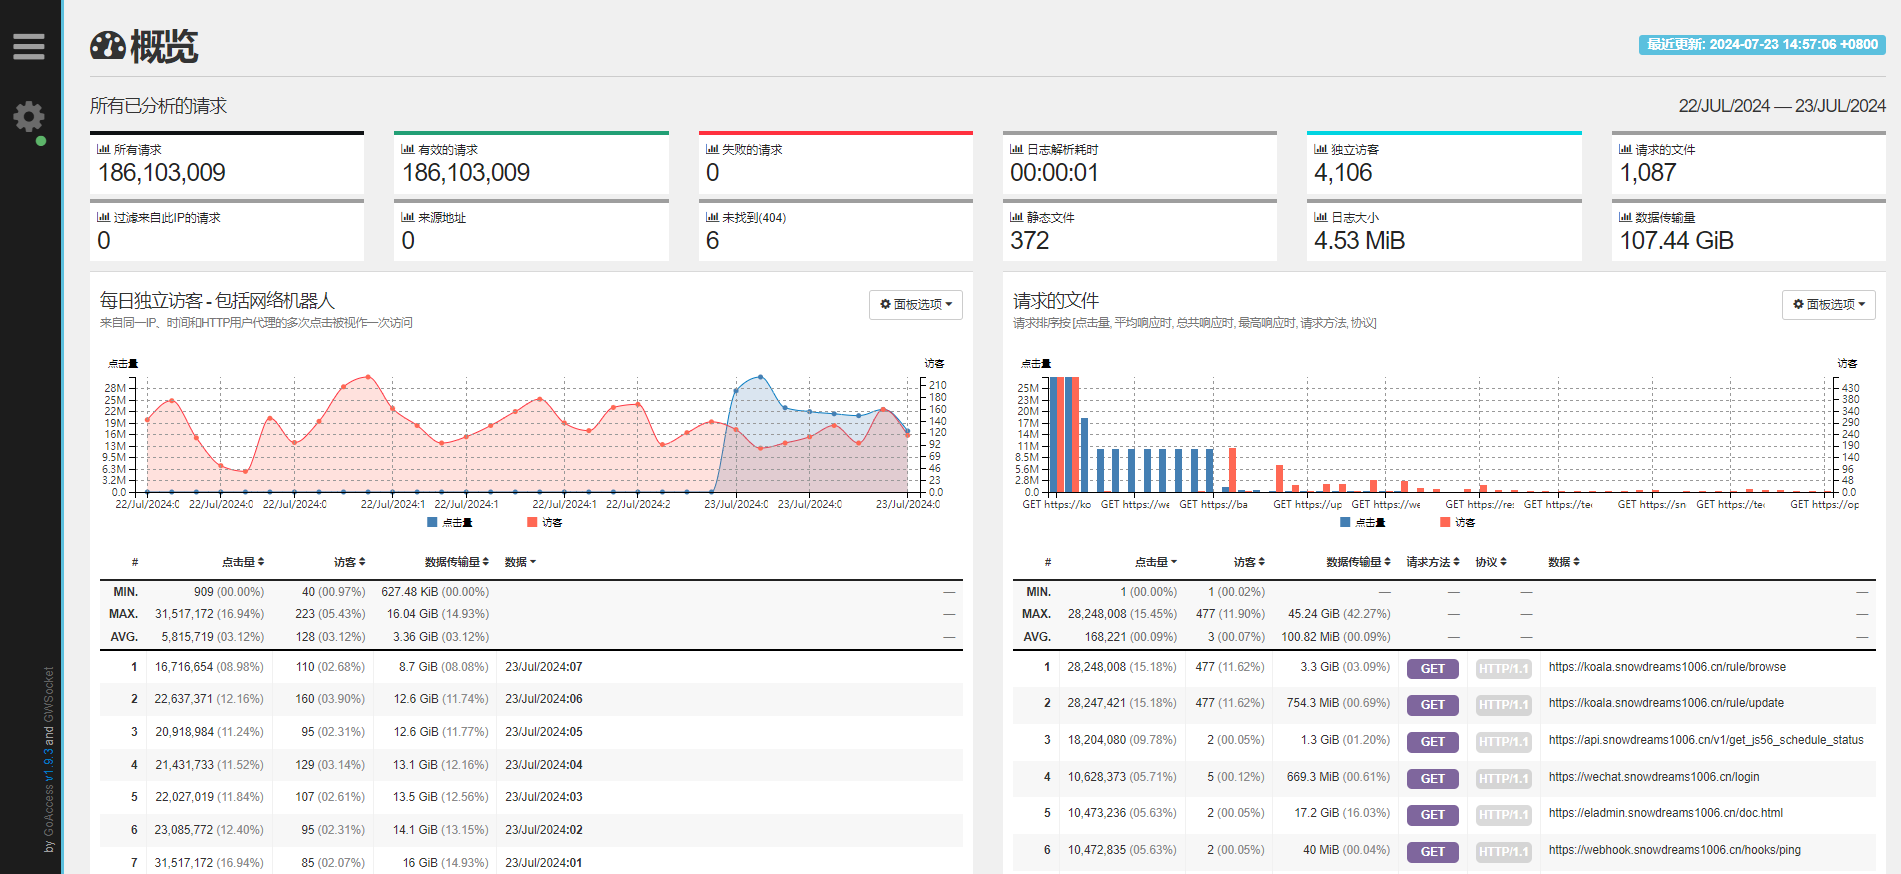 概览
最近更新: 2024-07-23 14:57:06 +0800
所有已分析的请求
22/JUL/2024 — 23/JUL/2024
所有请求
186,103,009
有效的请求
186,103,009
失败的请求
0
日志解析耗时
00:00:01
独立访客
4,106
请求的文件
1,087
过滤来自此IP的请求
0
来源地址
0
未找到(404)
6
静态文件
372
日志大小
4.53 MiB
数据传输量
107.44 GiB
每日独立访客 - 包括网络机器人
面板选项
来自同一IP、时间和HTTP用户代理的多次点击被视作一次访问
点击量 访客
28M 210
25M 180
22M 160
19M 140
16M 120
13M 92
9.5M 69
6.3M 46
3.2M 23
0.0 0.0
22/Jul/2024:0 22/Jul/2024:0 22/Jul/2024:0 22/Jul/2024:1 22/Jul/2024:1 22/Jul/2024:1 22/Jul/2024:2 23/Jul/2024:0 23/Jul/2024:0 23/Jul/2024:0
点击量 访客
# 点击量 访客 数据传输量 数据
MIN. 909 (00.00%) 40 (00.97%) 627.48 KiB (00.00%) —
MAX. 31,517,172 (16.94%) 223 (05.43%) 16.04 GiB (14.93%) —
AVG. 5,815,719 (03.12%) 128 (03.12%) 3.36 GiB (03.12%) —
1 16,716,654 (08.98%) 110 (02.68%) 8.7 GiB (08.08%) 23/Jul/2024:07
2 22,637,371 (12.16%) 160 (03.90%) 12.6 GiB (11.74%) 23/Jul/2024:06
3 20,918,984 (11.24%) 95 (02.31%) 12.6 GiB (11.77%) 23/Jul/2024:05
4 21,431,733 (11.52%) 129 (03.14%) 13.1 GiB (12.16%) 23/Jul/2024:04
5 22,027,019 (11.84%) 107 (02.61%) 13.5 GiB (12.56%) 23/Jul/2024:03
6 23,085,772 (12.40%) 95 (02.31%) 14.1 GiB (13.15%) 23/Jul/2024:02
7 31,517,172 (16.94%) 85 (02.07%) 16 GiB (14.93%) 23/Jul/2024:01
请求的文件
面板选项
请求排序按 [点击量, 平均响应时, 总共响应时, 最高响应时, 请求方法, 协议]
点击量 访客
25M 430
23M 380
20M 340
17M 290
14M 240
11M 190
8.5M 140
5.6M 96
2.8M 48
0.0 0.0
GET https://ko GET https://we GET https://ba GET https://up GET https://we GET https://re GET https://te GET https://sn GET https://te GET https://op
点击量 访客
# 点击量 访客 数据传输量 请求方法 协议 数据
MIN. 1 (00.00%) 1 (00.02%) — — — —
MAX. 28,248,008 (15.45%) 477 (11.90%) 45.24 GiB (42.27%) — — —
AVG. 168,221 (00.09%) 3 (00.07%) 100.82 MiB (00.09%) — — —
1 28,248,008 (15.18%) 477 (11.62%) 3.3 GiB (03.09%) GET HTTP/1.1 https://koala.snowdreams1006.cn/rule/browse
2 28,247,421 (15.18%) 477 (11.62%) 754.3 MiB (00.69%) GET HTTP/1.1 https://koala.snowdreams1006.cn/rule/update
3 18,204,080 (09.78%) 2 (00.05%) 1.3 GiB (01.20%) GET HTTP/1.1 https://api.snowdreams1006.cn/v1/get_js56_schedule_status
4 10,628,373 (05.71%) 5 (00.12%) 669.3 MiB (00.61%) GET HTTP/1.1 https://wechat.snowdreams1006.cn/login
5 10,473,236 (05.63%) 2 (00.05%) 17.2 GiB (16.03%) GET HTTP/1.1 https://eladmin.snowdreams1006.cn/doc.html
6 10,472,835 (05.63%) 2 (00.05%) 40 MiB (00.04%) GET HTTP/1.1 https://webhook.snowdreams1006.cn/hooks/ping
by GoAccess v1.9.3 and GWSocket